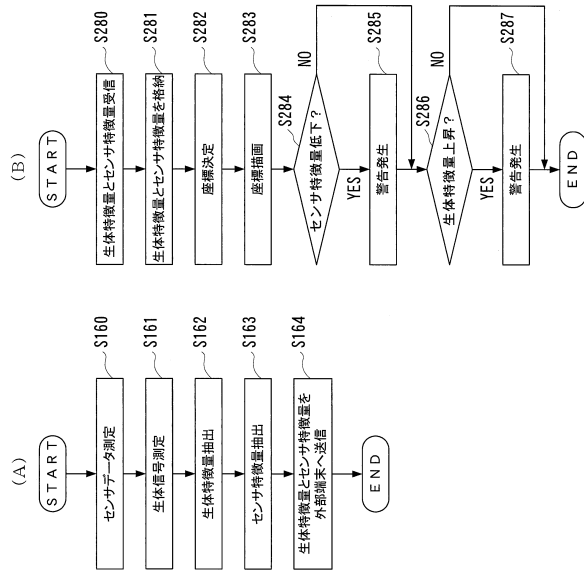 (A)
START
センサデータ測定
S160
生体信号測定
S161
生体特徴量抽出
S162
センサ特徴量抽出
S163
生体特徴量とセンサ特徴量を
外部端末へ送信
S164
END
(B)
START
生体特徴量とセンサ特徴量受信
S280
生体特徴量とセンサ特徴量を格納
S281
座標決定
S282
座標描画
S283
センサ特徴量低下？
S284
NO
YES
警告発生
S285
生体特徴量上昇？
S286
NO
YES
警告発生
S287
END